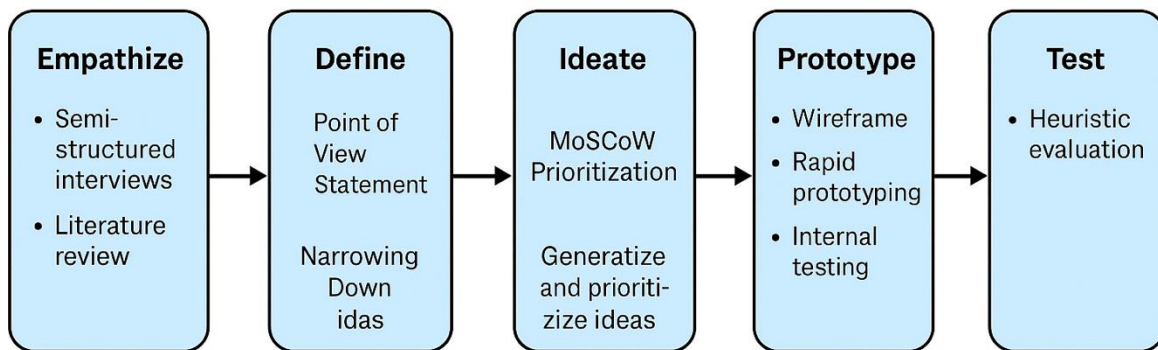 Empathize
• Semi-
structured
interviews
• Literature
review
Define
Point of
View
Statement
Narrowing
Down
idas
Ideate
MoSCoW
Prioritization
Generatize
and prioriti-
zize ideas
Prototype
• Wireframe
• Rapid
prototyping
• Internal
testing
Test
• Heuristic
evaluation